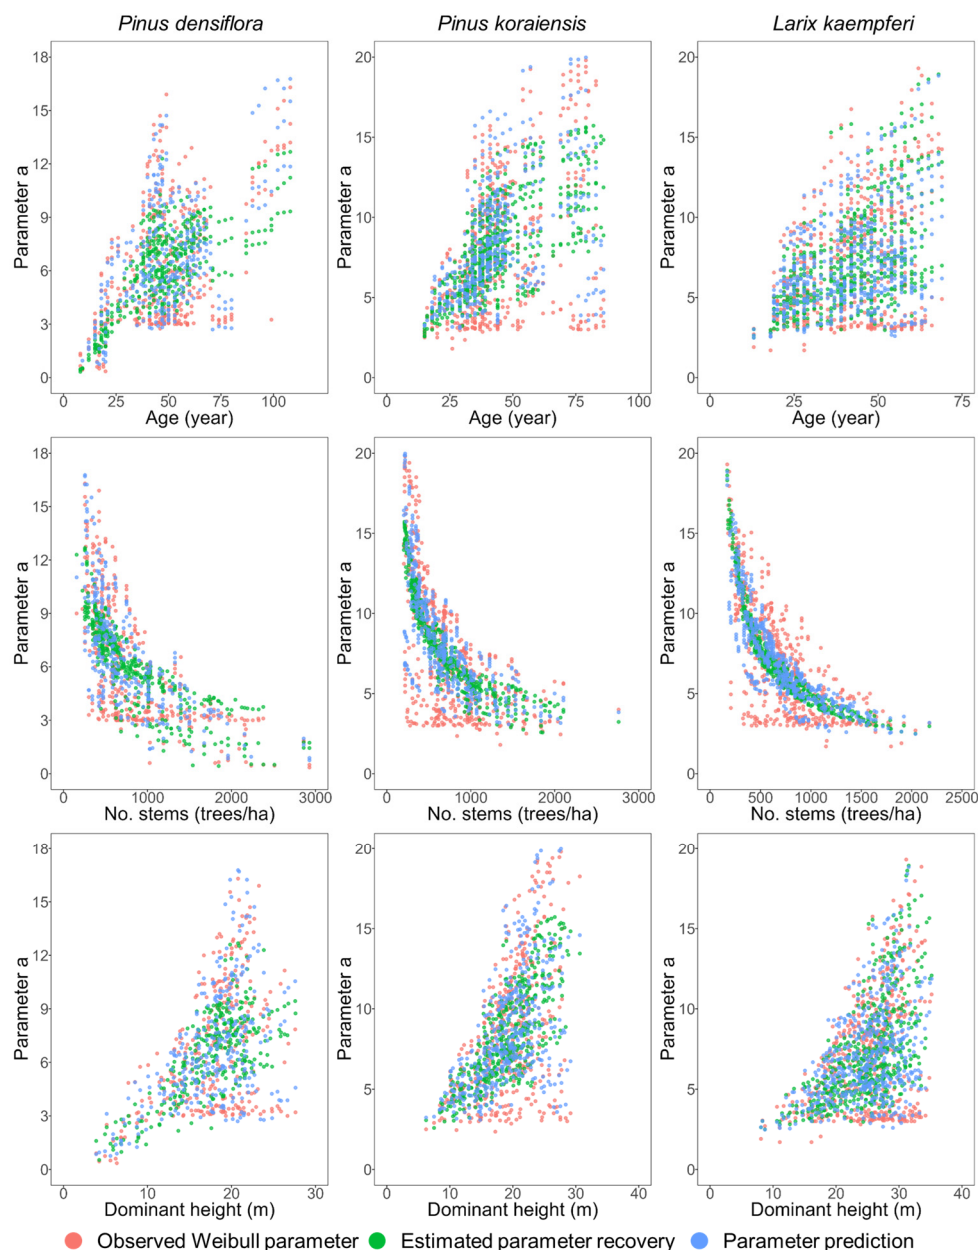 Pinus densiflora Pinus koraiensis Larix kaempferi
18
15
12
9
6
3
0
Parameter a
0 25 50 75 100
Age (year)
20
15
10
5
0
Parameter a
0 25 50 75 100
Age (year)
20
15
10
5
0
Parameter a
0 25 50 75
Age (year)
18
15
12
9
6
3
0
Parameter a
0 1000 2000 3000
No. stems (trees/ha)
20
15
10
5
0
Parameter a
0 1000 2000 3000
No. stems (trees/ha)
20
15
10
5
0
Parameter a
0 500 1000 1500 2000 2500
No. stems (trees/ha)
18
15
12
9
6
3
0
Parameter a
0 10 20 30
Dominant height (m)
20
15
10
5
0
Parameter a
0 10 20 30 40
Dominant height (m)
20
15
10
5
0
Parameter a
0 10 20 30 40
Dominant height (m)
Observed Weibull parameter Estimated parameter recovery Parameter prediction